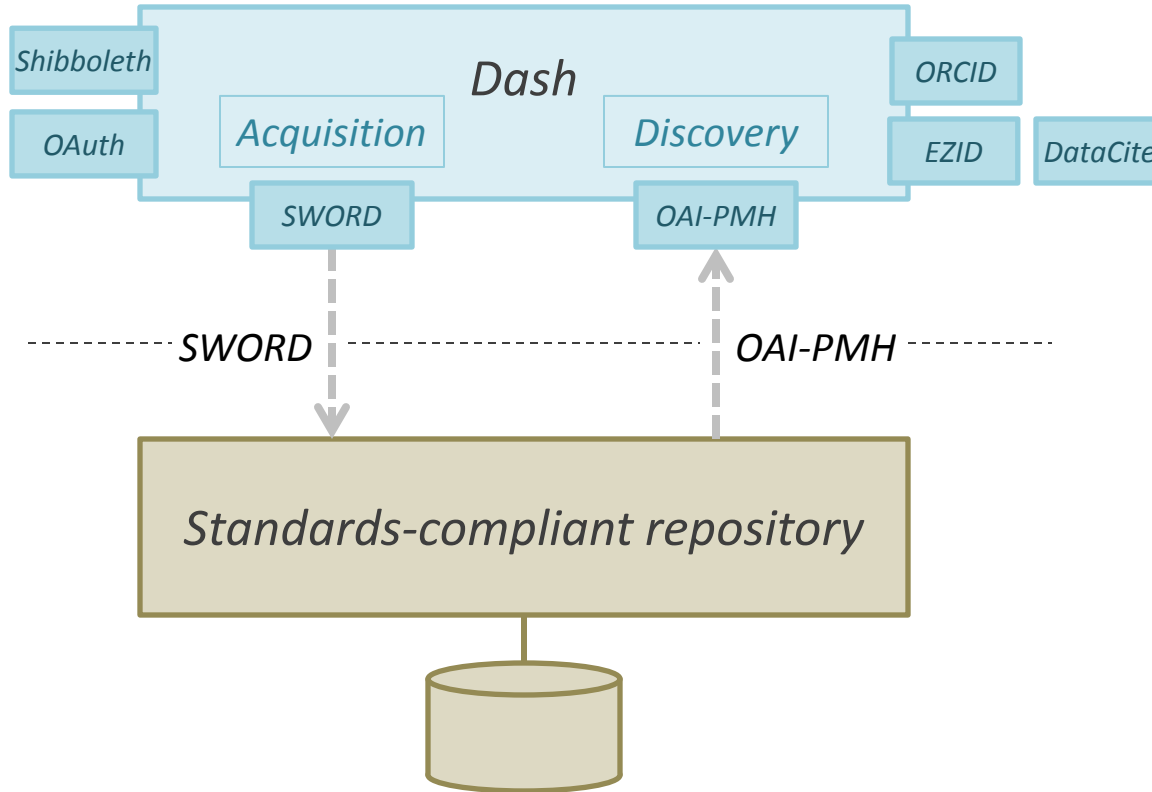 Shibboleth
OAuth
Dash
Acquisition
Discovery
ORCID
EZID
DataCite
SWORD
OAI-PMH
SWORD
OAI-PMH
Standards-compliant repository